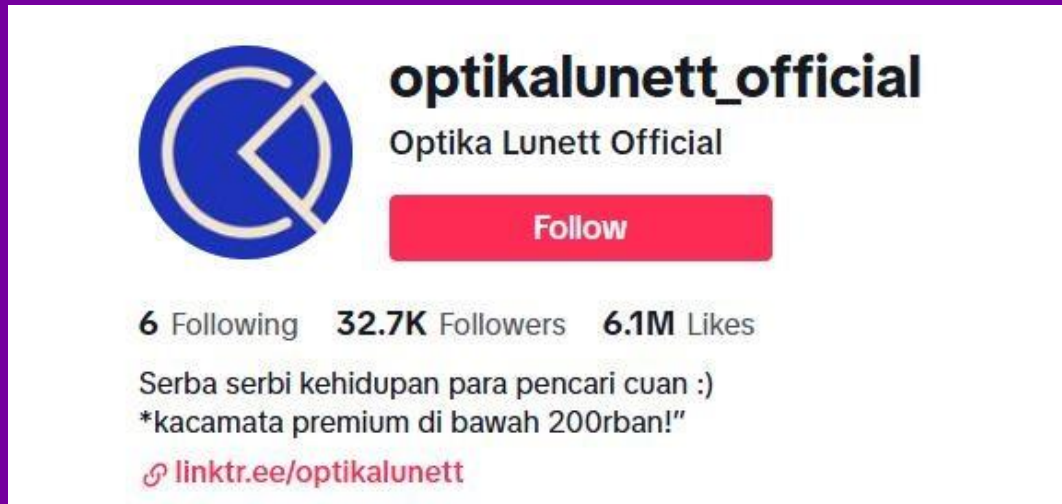 optikalunett_official
Optika Lunett Official
Follow
6 Following 32.7K Followers 6.1M Likes
Serba serbi kehidupan para pencari cuan :)
*kacamata premium di bawah 200rban!”
linktr.ee/optikalunett